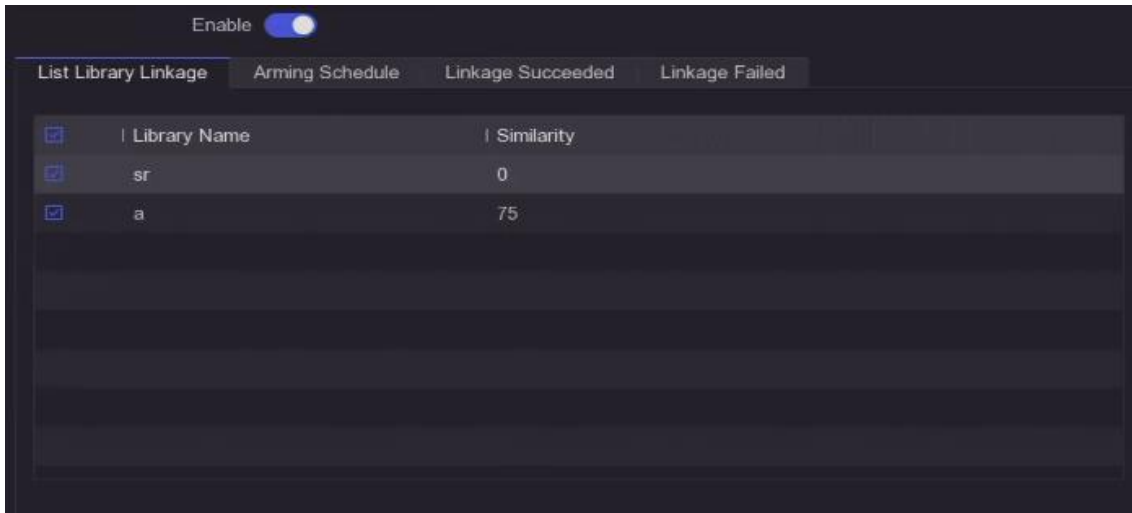 Enable
List Library Linkage Arming Schedule Linkage Succeeded Linkage Failed
Library Name Similarity
sr 0
a 75